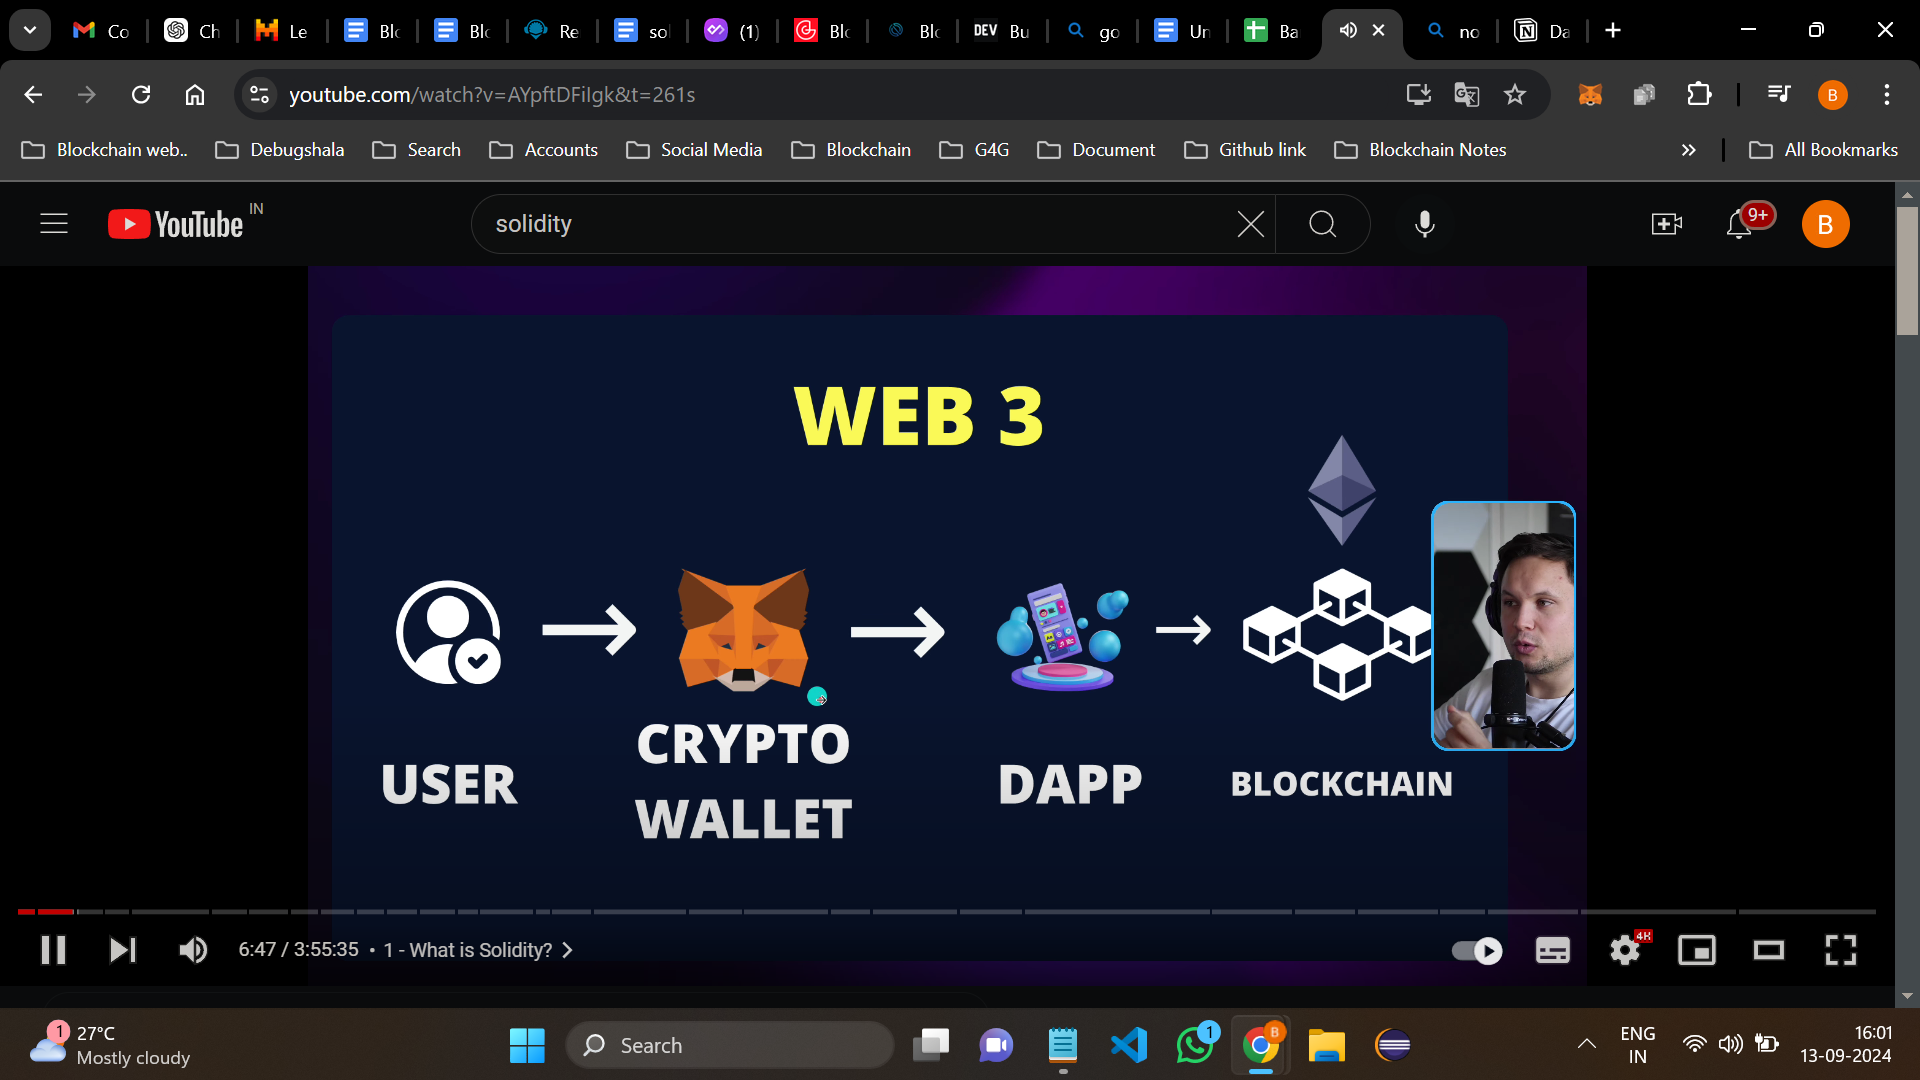 Co
Ch
Le
Blo
Blo
Re
sol
(1)
Blo
Blo
DEV Bu
go
Un
Ba
no
Da
youtube.com/watch?v=AYpftDFiIgk&t=261s
B
Blockchain web..
Debugshala
Search
Accounts
Social Media
Blockchain
G4G
Document
Github link
Blockchain Notes
All Bookmarks
YouTube IN
solidity
9+
B
WEB 3
USER
CRYPTO
WALLET
DAPP
BLOCKCHAIN
6:47 / 3:55:35 • 1 - What is Solidity?
4K
1
27°C
Mostly cloudy
Search
1
B
ENG
IN
16:01
13-09-2024